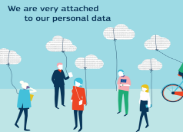 We are very attached
to our personal data